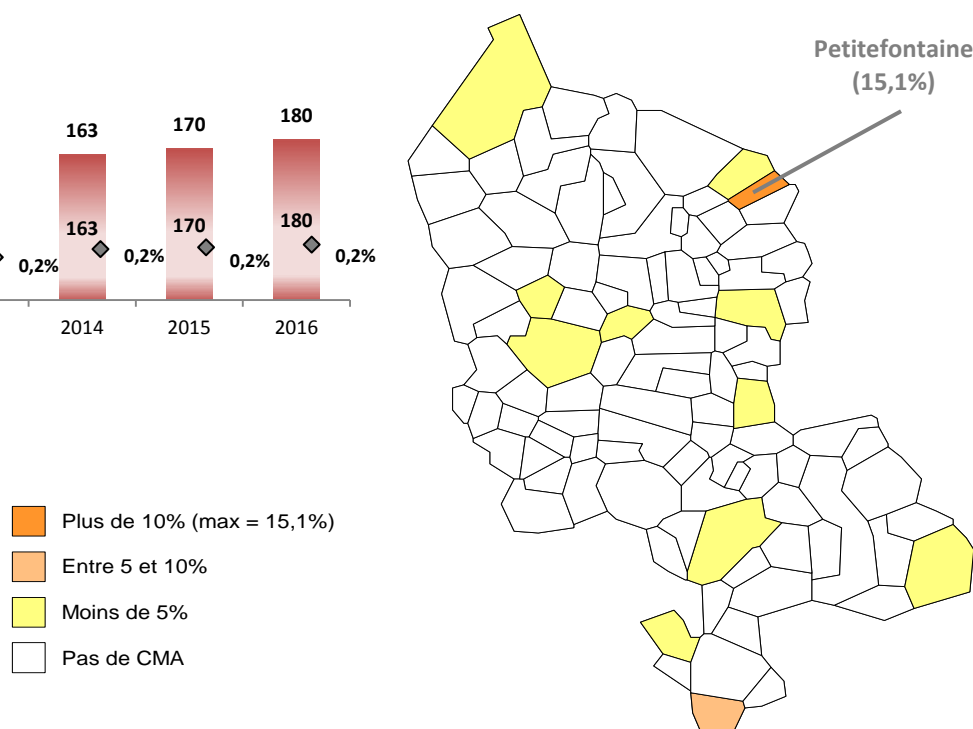 Petitefontaine
(15,1%)
163
170
180
163
170
180
0,2%
0,2%
0,2%
0,2%
2014
2015
2016
Plus de 10% (max = 15,1%)
Entre 5 et 10%
Moins de 5%
Pas de CMA